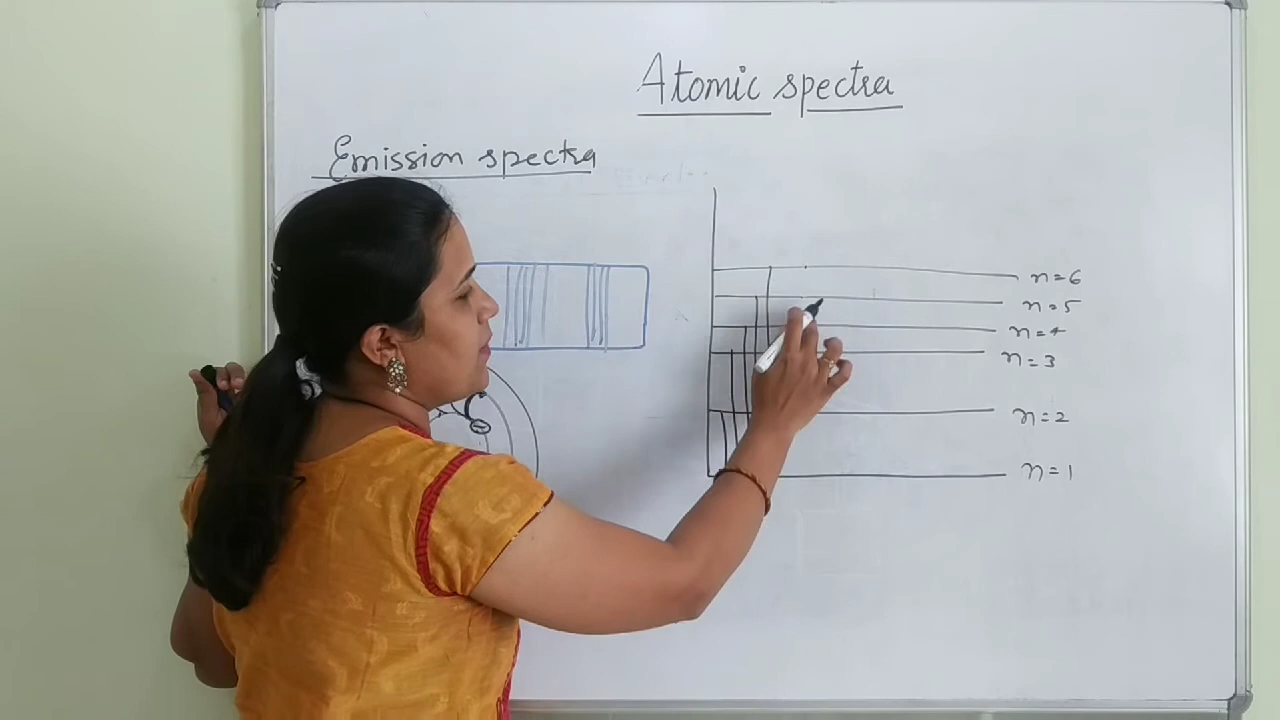 Atomic spectra
Emission spectra
n=6
n=5
n=4
n=3
n=2
n=1